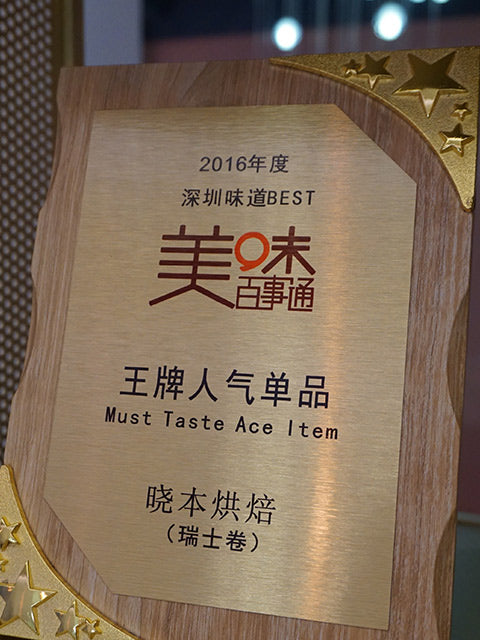 2016年度
深圳味道BEST
美味
百事通
王牌人气单品
Must Taste Ace Item
晓本烘焙
（瑞士卷）